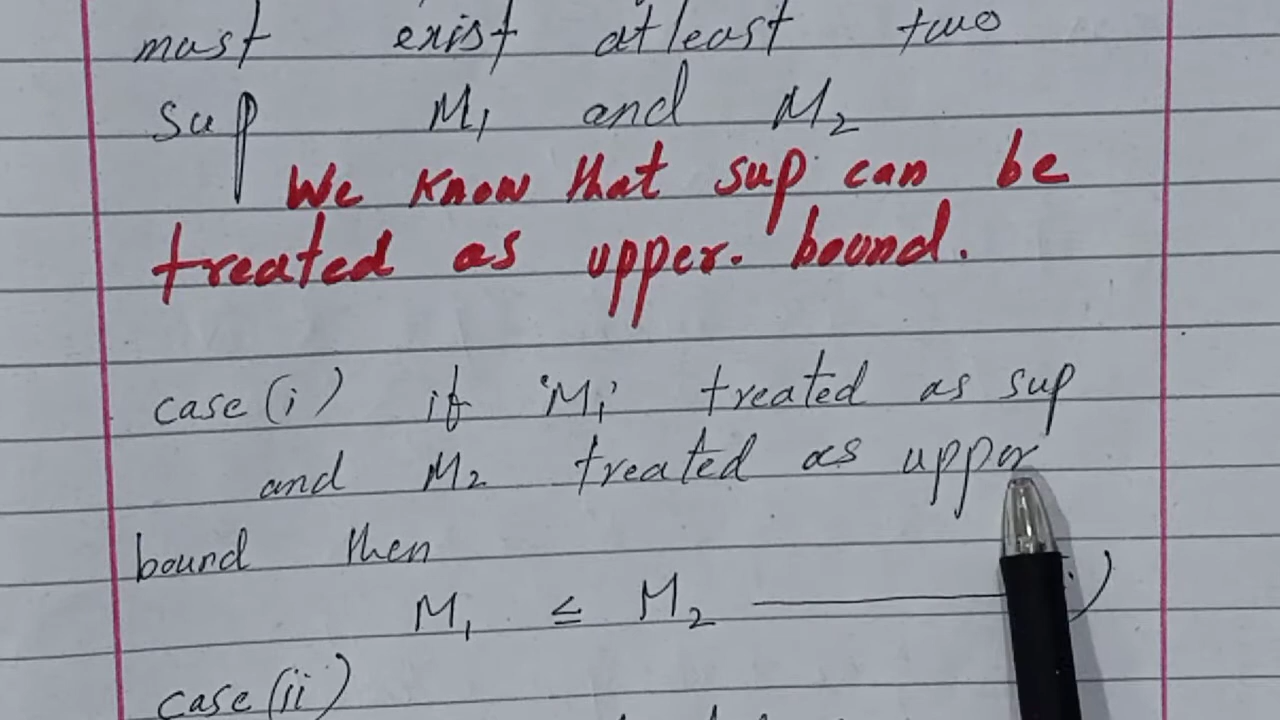 must exist atleast two
sup M₁ and M₂
We know that sup can be
treated as upper. bound.
case (i) if 'M₁' treated as sup
and M₂ treated as upper
bound then
M₁ ≤ M₂ )
case (ii)